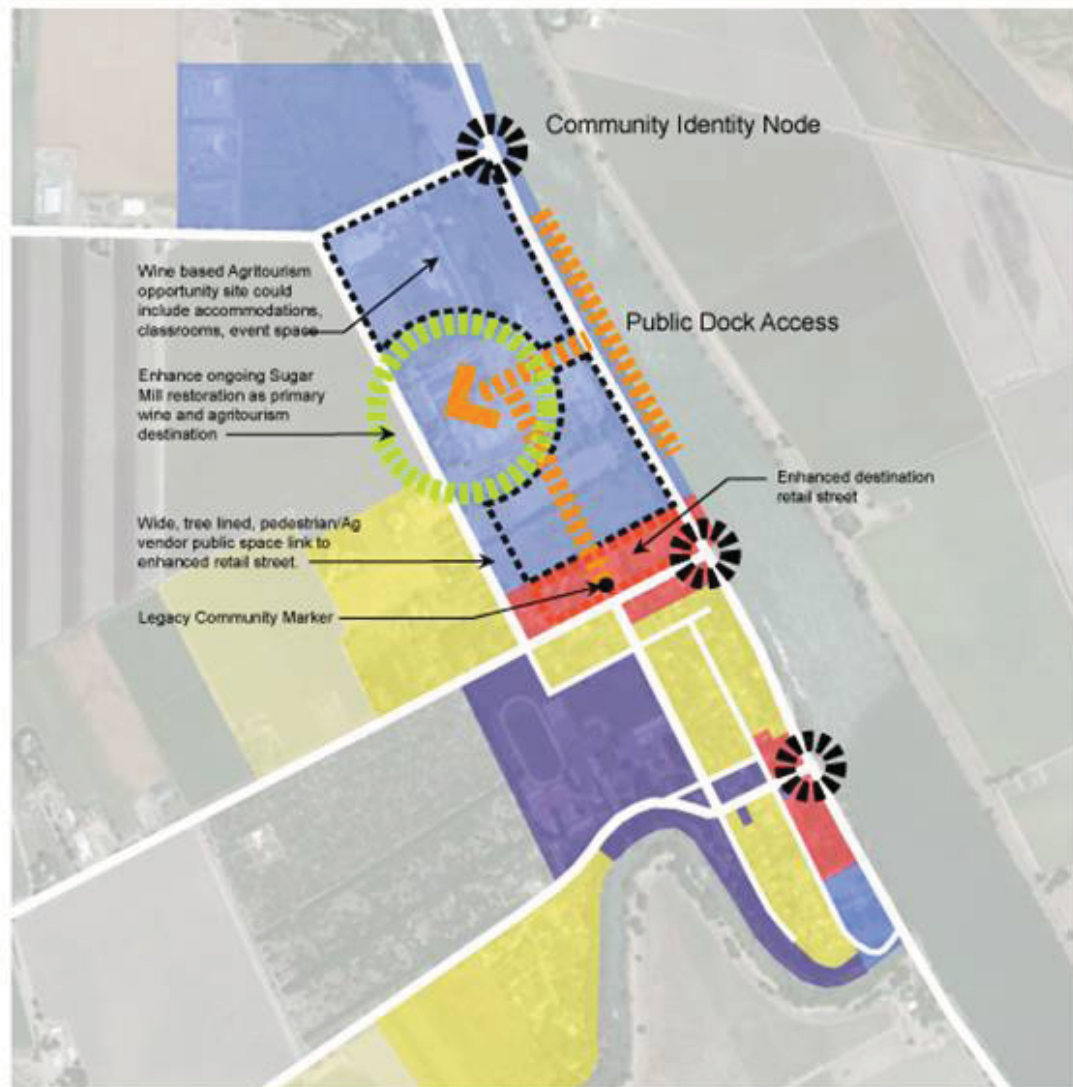 Community Identity Node
Wine based Agritourism
opportunity site could
include accommodations,
classrooms, event space
Public Dock Access
Enhance ongoing Sugar
Mill restoration as primary
wine and agritourism
destination
Enhanced destination
retail street
Wide, tree lined, pedestrian/Ag
vendor public space link to
enhanced retail street.
Legacy Community Marker